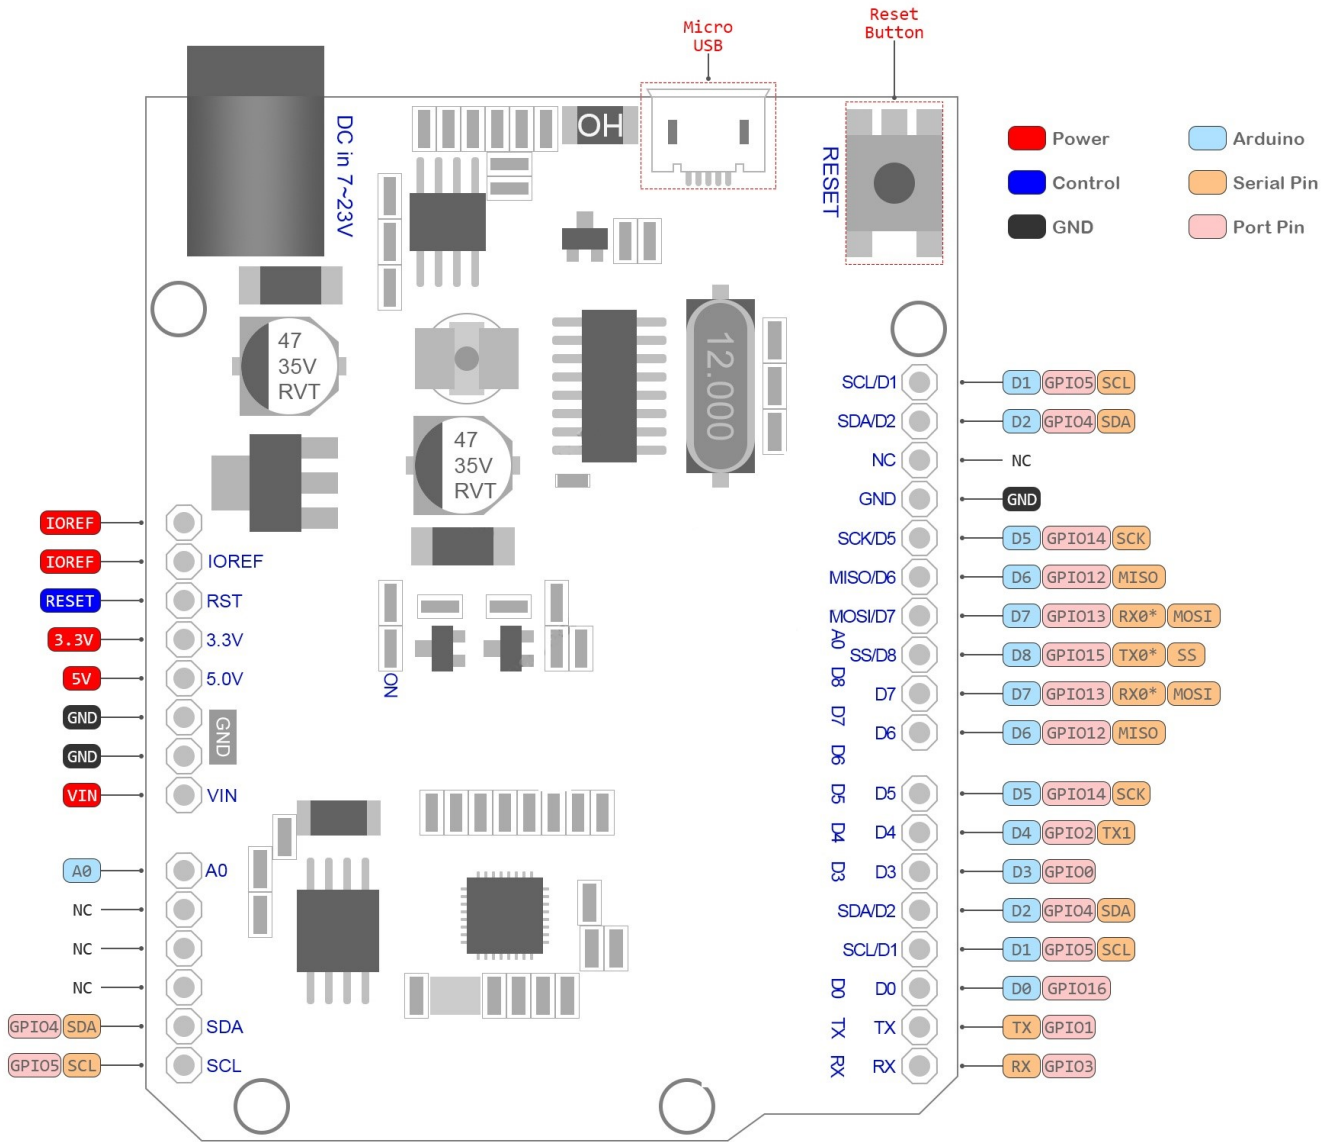 Micro
USB
Reset
Button
DC in 7~23V
OH
RESET
Power
Arduino
Control
Serial Pin
GND
Port Pin
47
35V
RVT
12.000
47
35V
RVT
IOREF
IOREF IOREF
RESET RST
3.3V 3.3V
5V 5.0V
GND
GND
GND
VIN VIN
A0 A0
NC
NC
NC
GPIO4 SDA SDA
GPIO5 SCL SCL
ON
SCL/D1 D1 GPIO5 SCL
SDA/D2 D2 GPIO4 SDA
NC NC
GND GND
SCK/D5 D5 GPIO14 SCK
MISO/D6 D6 GPIO12 MISO
MOSI/D7 D7 GPIO13 RX0* MOSI
A0
SS/D8 D8 GPIO15 TX0* SS
D8
D7 D7 GPIO13 RX0* MOSI
D7
D6 D6 GPIO12 MISO
D6
D5 D5 D5 GPIO14 SCK
D4 D4 D4 GPIO2 TX1
D3 D3 D3 GPIO0
SDA/D2 D2 GPIO4 SDA
SCL/D1 D1 GPIO5 SCL
D0 D0 D0 GPIO16
TX TX TX GPIO1
RX RX RX GPIO3